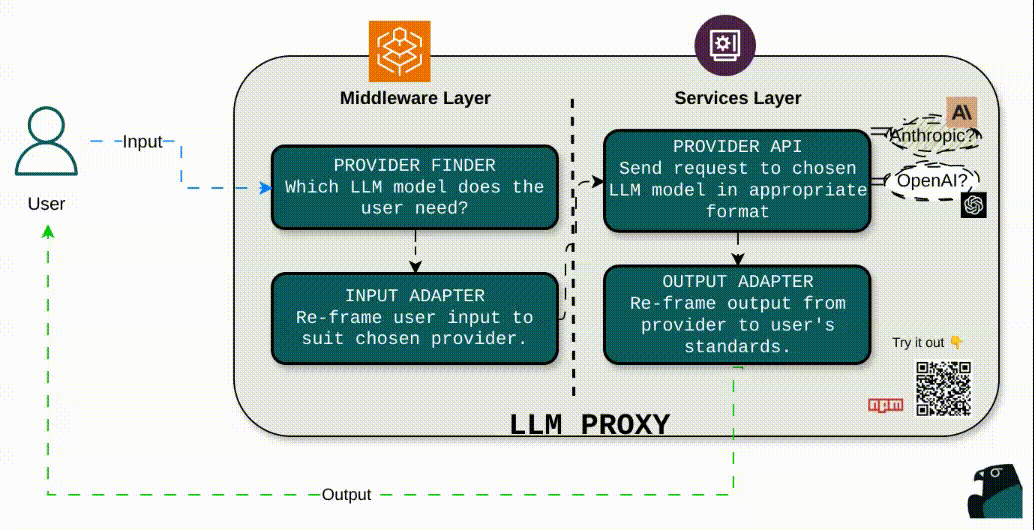 Middleware Layer
Services Layer
Input
User
PROVIDER FINDER
Which LLM model does the
user need?
INPUT ADAPTER
Re-frame user input to
suit chosen provider.
PROVIDER API
Send request to chosen
LLM model in appropriate
format
Anthropic?
OpenAI?
OUTPUT ADAPTER
Re-frame output from
provider to user's
standards.
Try it out 👇
npm
LLM PROXY
Output
A\